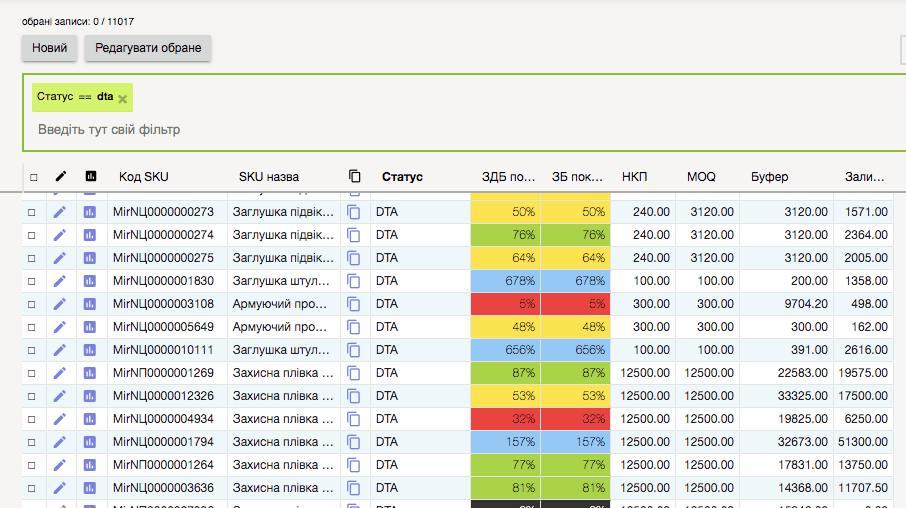 обрані записи: 0 / 11017
Новий Редагувати обране
Статус == dta
Введіть тут свій фільтр
Код SKU SKU назва Статус ЗДБ по... ЗБ пок... НКП MOQ Буфер Зали...
MirNЦ0000000273 Заглушка підвік... DTA 50% 50% 240.00 3120.00 3120.00 1571.00
MirNЦ0000000274 Заглушка підвік... DTA 76% 76% 240.00 3120.00 3120.00 2364.00
MirNЦ0000000275 Заглушка підвік... DTA 64% 64% 240.00 3120.00 3120.00 2005.00
MirNЦ0000001830 Заглушка штул... DTA 678% 678% 100.00 100.00 200.00 1358.00
MirNЦ0000003108 Армуючий про... DTA 5% 5% 300.00 300.00 9704.20 498.00
MirNЦ0000005649 Армуючий про... DTA 48% 48% 300.00 300.00 300.00 162.00
MirNЦ0000010111 Заглушка штул... DTA 656% 656% 100.00 100.00 391.00 2616.00
MirNП0000001269 Захисна плівка ... DTA 87% 87% 12500.00 12500.00 22583.00 19575.00
MirNЦ0000012326 Захисна плівка ... DTA 53% 53% 12500.00 12500.00 33325.00 17500.00
MirNЦ0000004934 Захисна плівка ... DTA 32% 32% 12500.00 12500.00 19825.00 6250.00
MirNЦ0000001794 Захисна плівка ... DTA 157% 157% 12500.00 12500.00 32673.00 51300.00
MirNП0000001264 Захисна плівка ... DTA 77% 77% 12500.00 12500.00 17831.00 13750.00
MirNЦ0000003636 Захисна плівка ... DTA 81% 81% 12500.00 12500.00 14368.00 11707.50